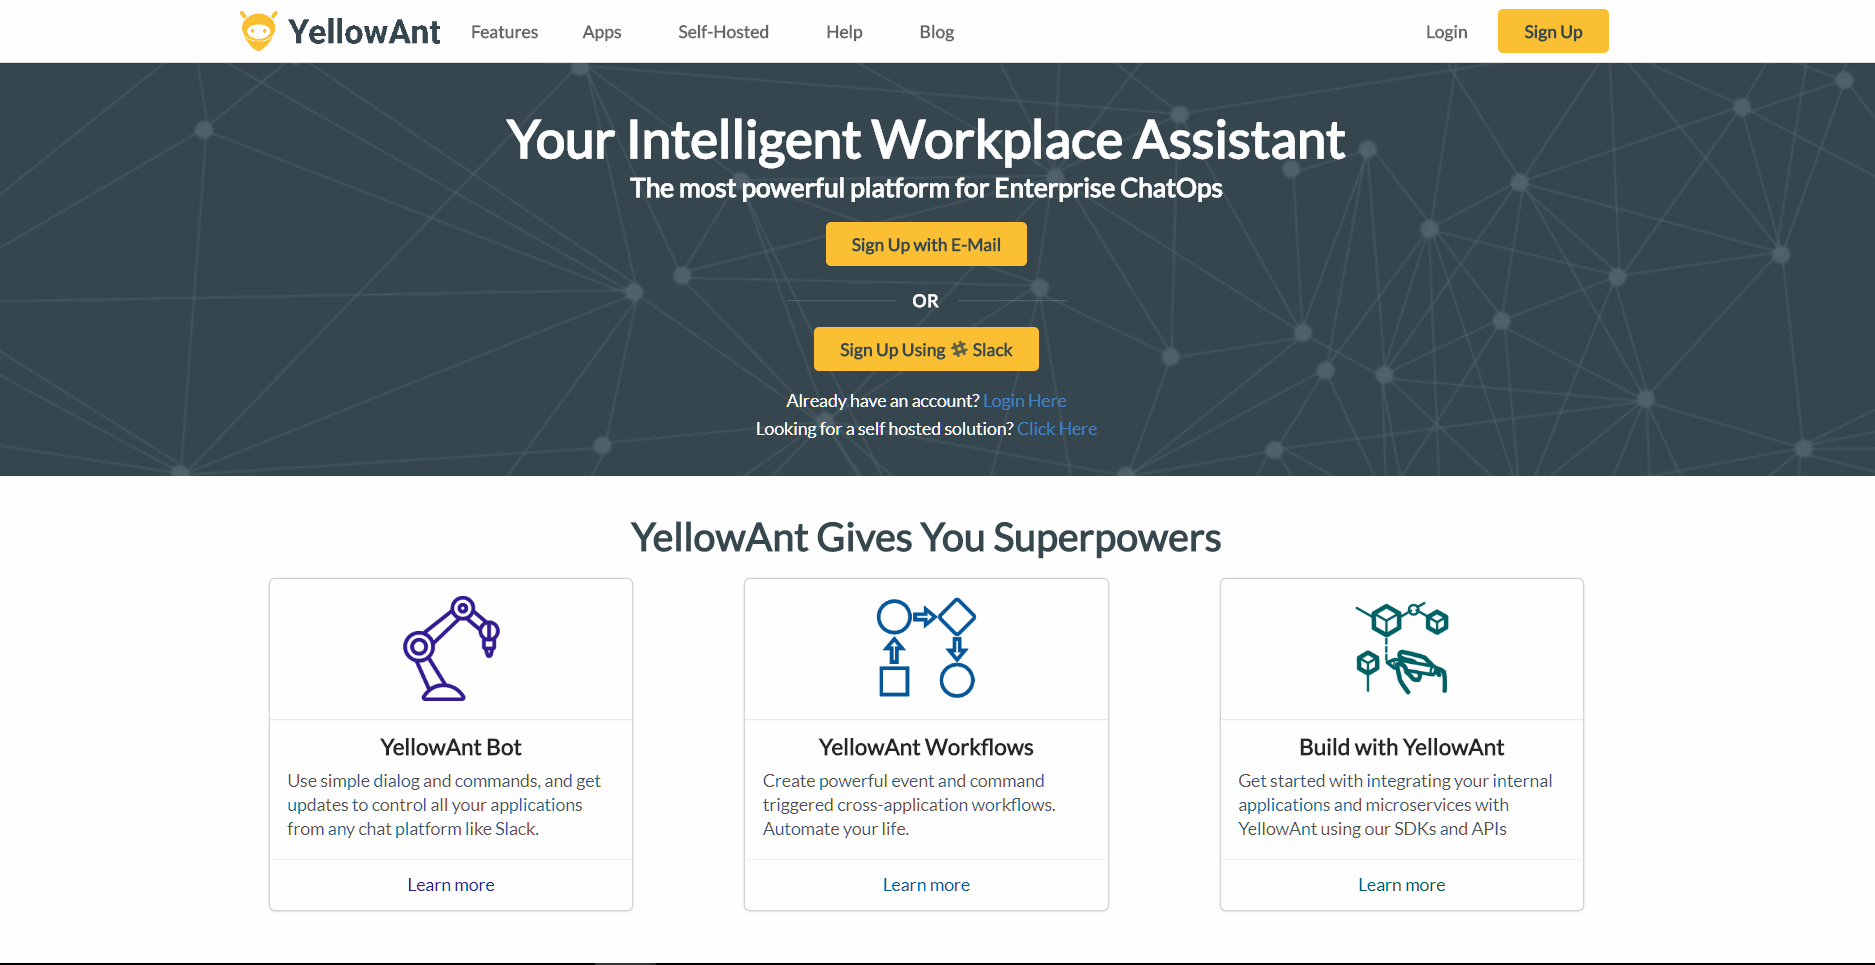 YellowAnt
Features
Apps
Self-Hosted
Help
Blog
Login
Sign Up
Your Intelligent Workplace Assistant
The most powerful platform for Enterprise ChatOps
Sign Up with E-Mail
OR
Sign Up Using Slack
Already have an account? Login Here
Looking for a self hosted solution? Click Here
YellowAnt Gives You Superpowers
YellowAnt Bot
Use simple dialog and commands, and get
updates to control all your applications
from any chat platform like Slack.
Learn more
YellowAnt Workflows
Create powerful event and command
triggered cross-application workflows.
Automate your life.
Learn more
Build with YellowAnt
Get started with integrating your internal
applications and microservices with
YellowAnt using our SDKs and APIs
Learn more